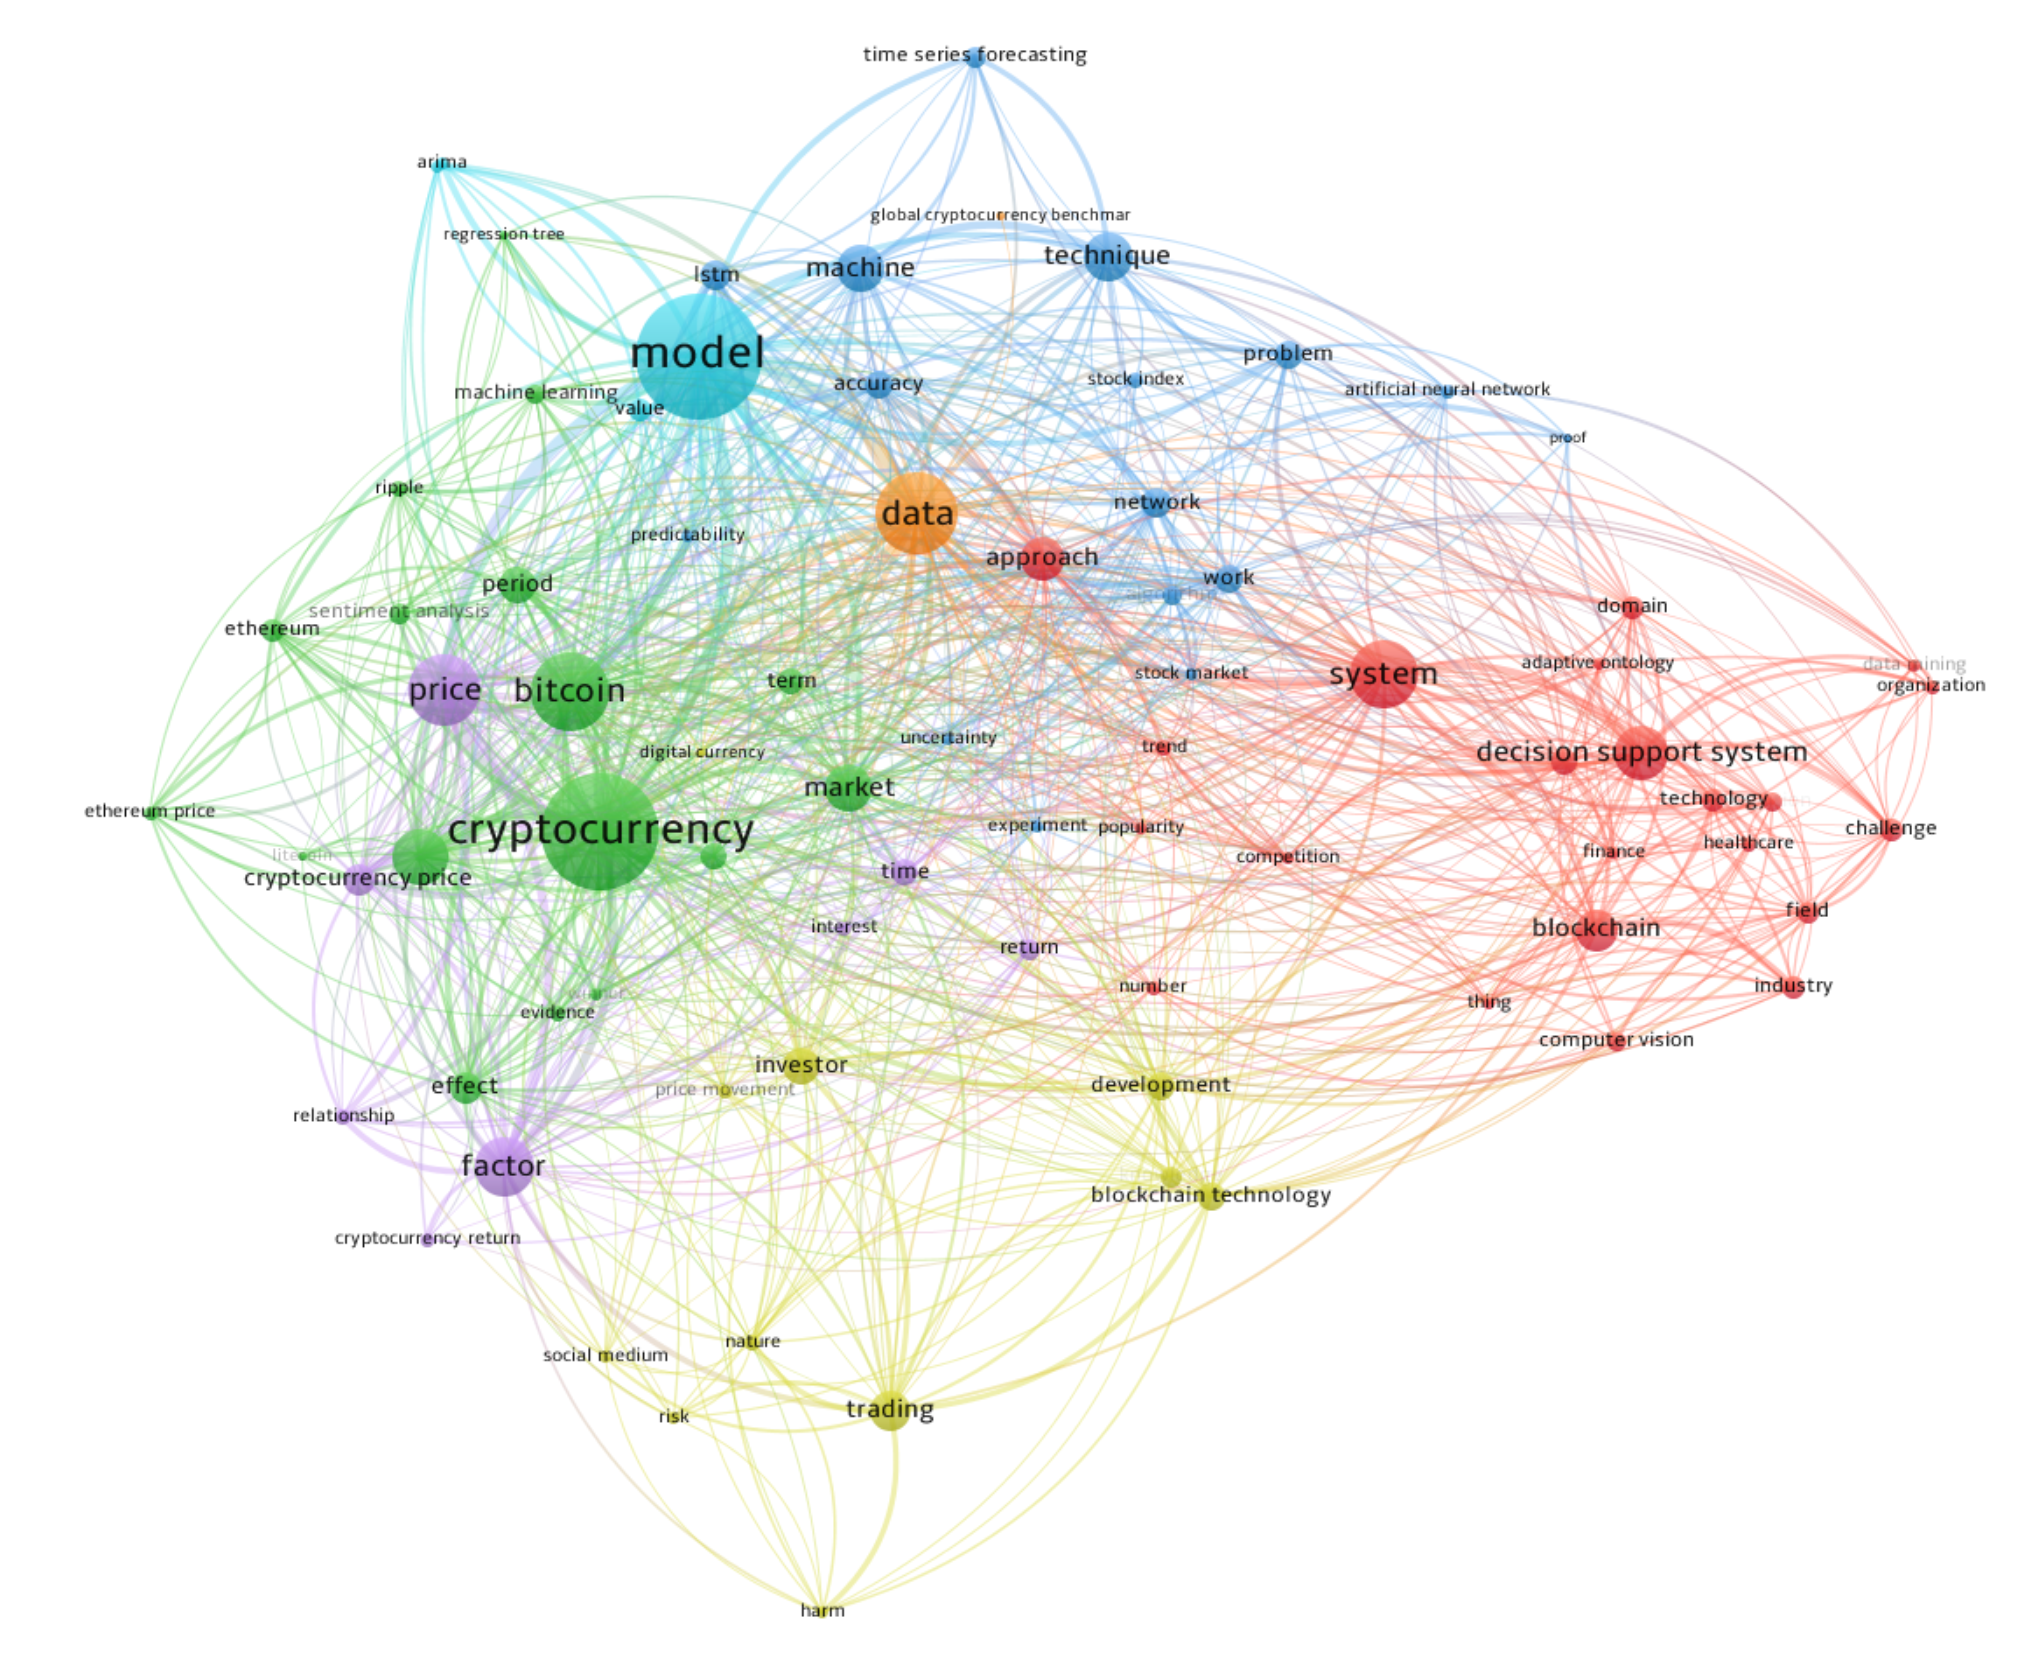 time series forecasting
arima
global cryptocurrency benchmar
regression tree
technique
machine
lstm
model
problem
stock index
accuracy
artificial neural network
machine learning
value
proof
ripple
network
data
predictability
approach
work
period
algorithm
domain
sentiment analysis
ethereum
adaptive ontology
data mining
stock market
system
term
organization
price
bitcoin
uncertainty
trend
digital currency
decision support system
market
technology
ethereum price
experiment
popularity
challenge
cryptocurrency
healthcare
finance
litecoin
competition
time
cryptocurrency price
field
interest
blockchain
return
number
industry
thing
evidence
computer vision
investor
development
effect
price movement
relationship
factor
blockchain technology
cryptocurrency return
nature
social medium
trading
risk
harm